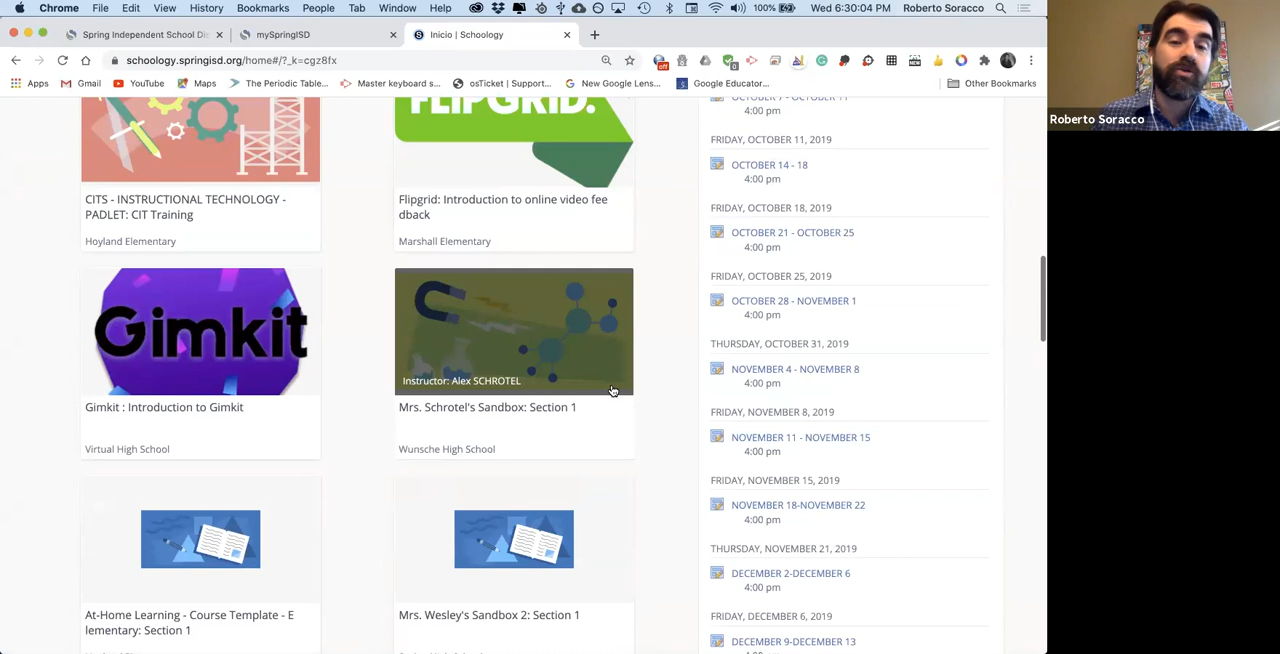 Chrome File Edit View History Bookmarks People Tab Window Help 100% Wed 6:30:04 PM Roberto Soracco
Spring Independent School Dis
mySpringISD
Inicio | Schoology
schoology.springisd.org/home#/?_k=cgz8fx
off
0
NEW
Apps Gmail YouTube Maps The Periodic Table... Master keyboard s... osTicket | Support... New Google Lens... Google Educator... Other Bookmarks
FLIPGRID.
CITS - INSTRUCTIONAL TECHNOLOGY -
PADLET: CIT Training
Hoyland Elementary
Flipgrid: Introduction to online video fee
dback
Marshall Elementary
Gimkit
Gimkit : Introduction to Gimkit
Virtual High School
Instructor: Alex SCHROTEL
Mrs. Schrotel's Sandbox: Section 1
Wunsche High School
At-Home Learning - Course Template - E
lementary: Section 1
Mrs. Wesley's Sandbox 2: Section 1
OCTOBER 7 - OCTOBER 11
4:00 pm
FRIDAY, OCTOBER 11, 2019
OCTOBER 14 - 18
4:00 pm
FRIDAY, OCTOBER 18, 2019
OCTOBER 21 - OCTOBER 25
4:00 pm
FRIDAY, OCTOBER 25, 2019
OCTOBER 28 - NOVEMBER 1
4:00 pm
THURSDAY, OCTOBER 31, 2019
NOVEMBER 4 - NOVEMBER 8
4:00 pm
FRIDAY, NOVEMBER 8, 2019
NOVEMBER 11 - NOVEMBER 15
4:00 pm
FRIDAY, NOVEMBER 15, 2019
NOVEMBER 18-NOVEMBER 22
4:00 pm
THURSDAY, NOVEMBER 21, 2019
DECEMBER 2-DECEMBER 6
4:00 pm
FRIDAY, DECEMBER 6, 2019
DECEMBER 9-DECEMBER 13
Roberto Soracco